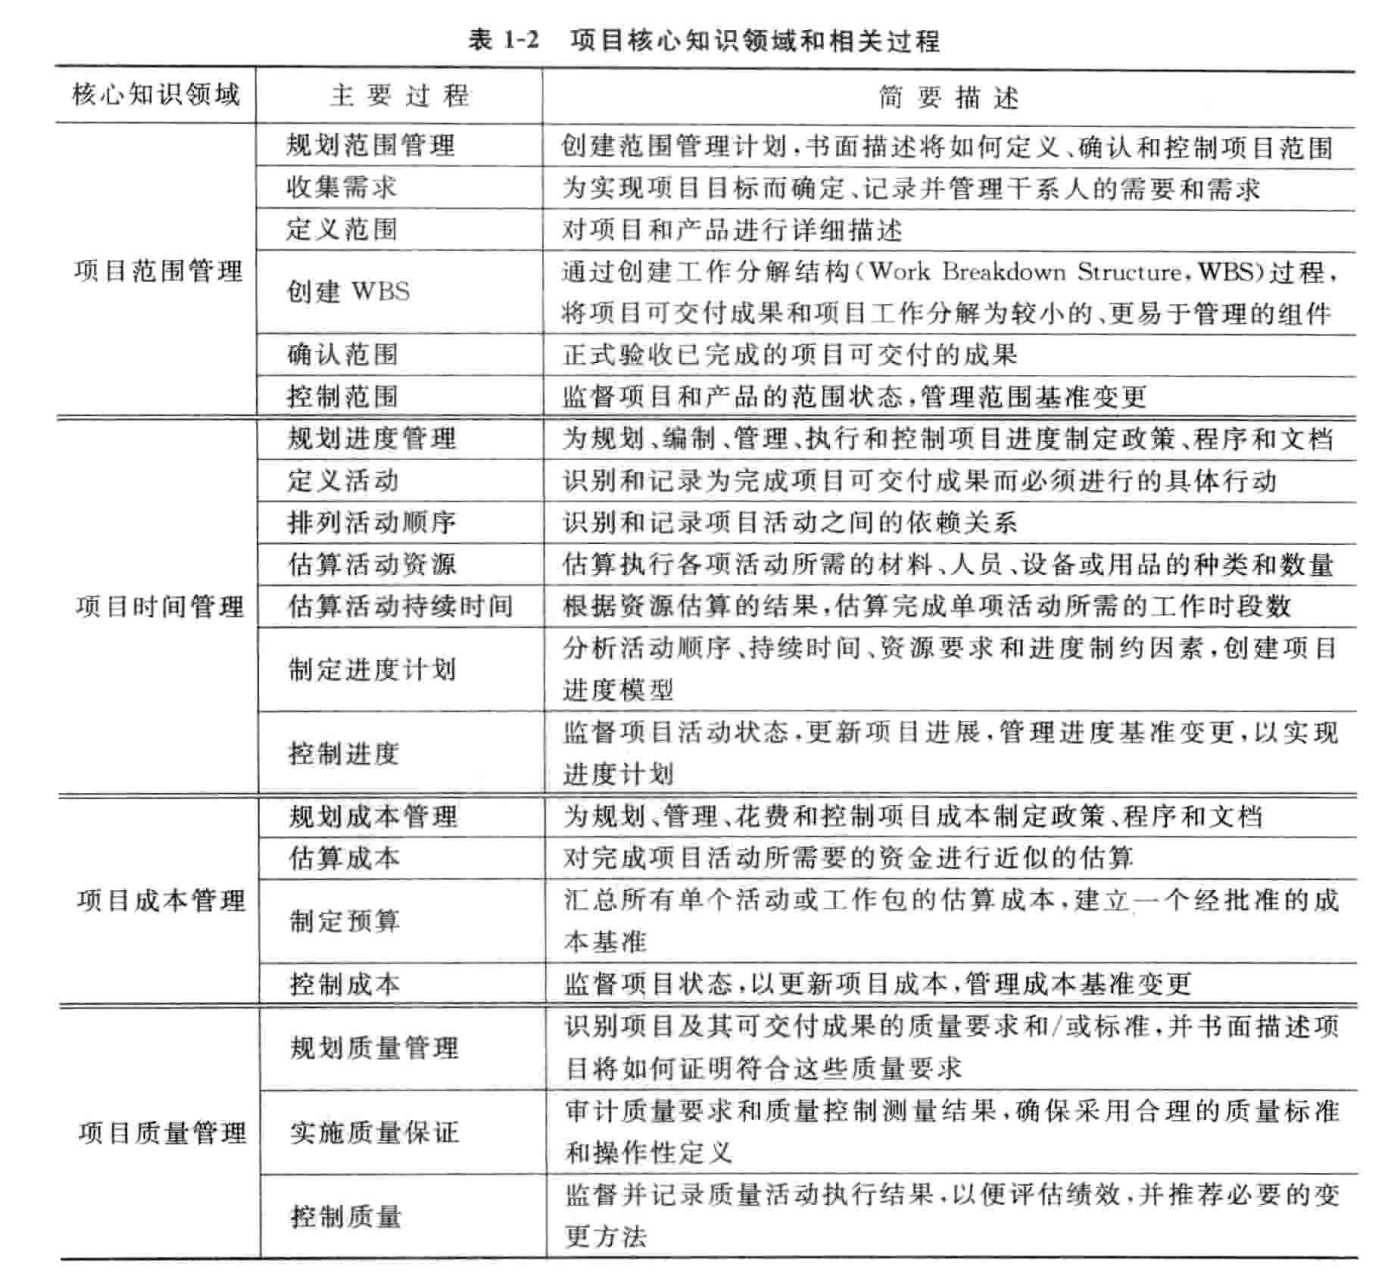 表 1-2 项目核心知识领域和相关过程
核心知识领域 主要过程 简要描述
项目范围管理
规划范围管理 创建范围管理计划,书面描述将如何定义、确认和控制项目范围
收集需求 为实现项目目标而确定、记录并管理干系人的需要和需求
定义范围 对项目和产品进行详细描述
创建 WBS
通过创建工作分解结构(Work Breakdown Structure,WBS)过程,
将项目可交付成果和项目工作分解为较小的、更易于管理的组件
确认范围 正式验收已完成的项目可交付的成果
控制范围 监督项目和产品的范围状态,管理范围基准变更
项目时间管理
规划进度管理 为规划、编制、管理、执行和控制项目进度制定政策、程序和文档
定义活动 识别和记录为完成项目可交付成果而必须进行的具体行动
排列活动顺序 识别和记录项目活动之间的依赖关系
估算活动资源 估算执行各项活动所需的材料、人员、设备或用品的种类和数量
估算活动持续时间 根据资源估算的结果,估算完成单项活动所需的工作时段数
制定进度计划
分析活动顺序、持续时间、资源要求和进度制约因素,创建项目
进度模型
控制进度
监督项目活动状态,更新项目进展,管理进度基准变更,以实现
进度计划
项目成本管理
规划成本管理 为规划、管理、花费和控制项目成本制定政策、程序和文档
估算成本 对完成项目活动所需要的资金进行近似的估算
制定预算
汇总所有单个活动或工作包的估算成本,建立一个经批准的成
本基准
控制成本 监督项目状态,以更新项目成本,管理成本基准变更
项目质量管理
规划质量管理
识别项目及其可交付成果的质量要求和/或标准,并书面描述项
目将如何证明符合这些质量要求
实施质量保证
审计质量要求和质量控制测量结果,确保采用合理的质量标准
和操作性定义
控制质量
监督并记录质量活动执行结果,以便评估绩效,并推荐必要的变
更方法